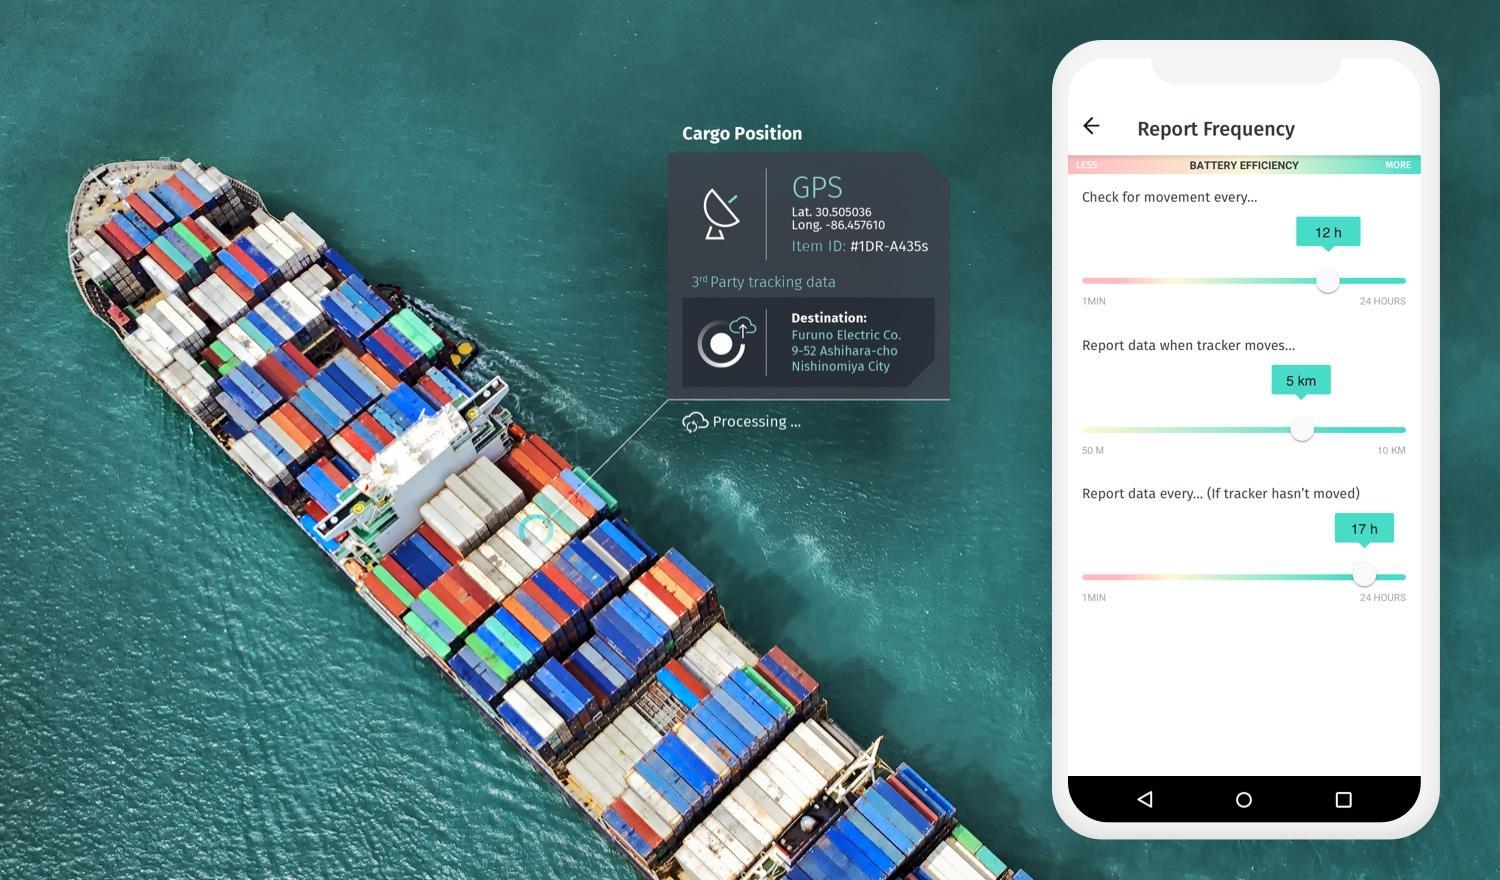 Cargo Position
GPS
Lat. 30.505036
Long. -86.457610
Item ID: #1DR-A435s
3rd Party tracking data
Destination:
Furuno Electric Co.
9-52 Ashihara-cho
Nishinomiya City
Processing ...
Report Frequency
LESS BATTERY EFFICIENCY MORE
Check for movement every...
12 h
1MIN 24 HOURS
Report data when tracker moves...
5 km
50 M 10 KM
Report data every... (If tracker hasn't moved)
17 h
1MIN 24 HOURS